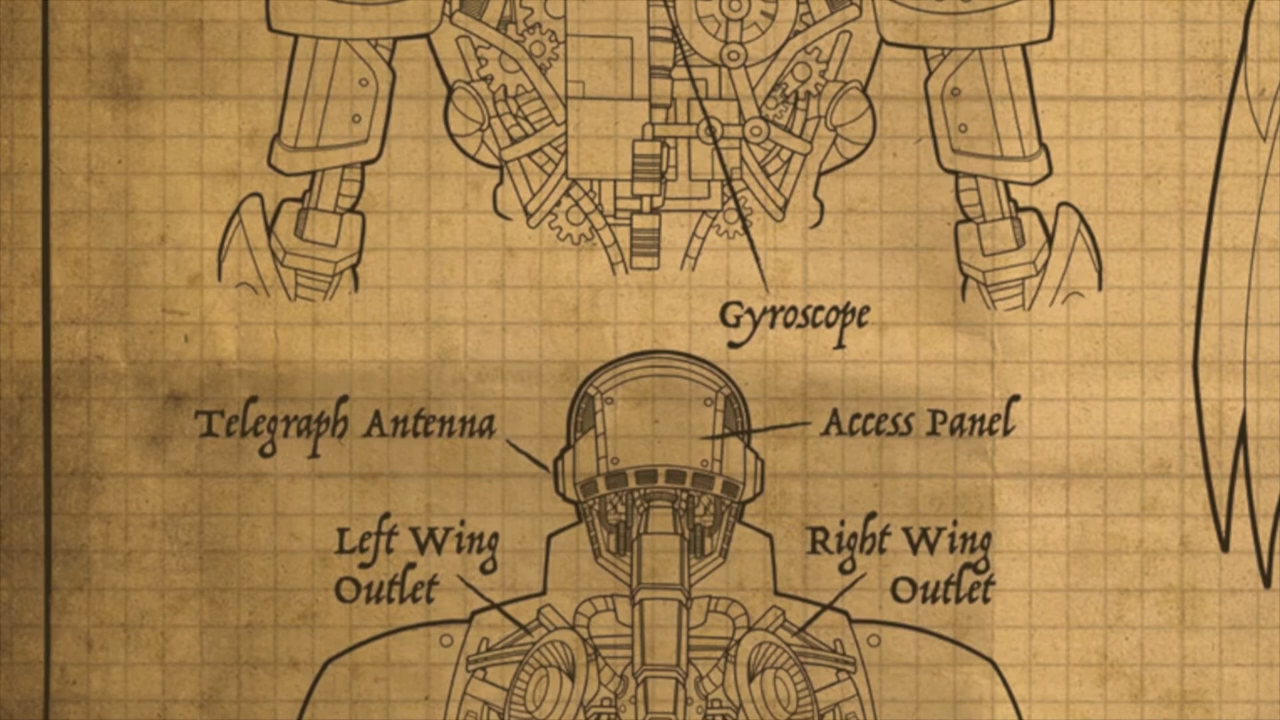 Gyroscope
Telegraph Antenna
Access Panel
Left Wing
Outlet
Right Wing
Outlet